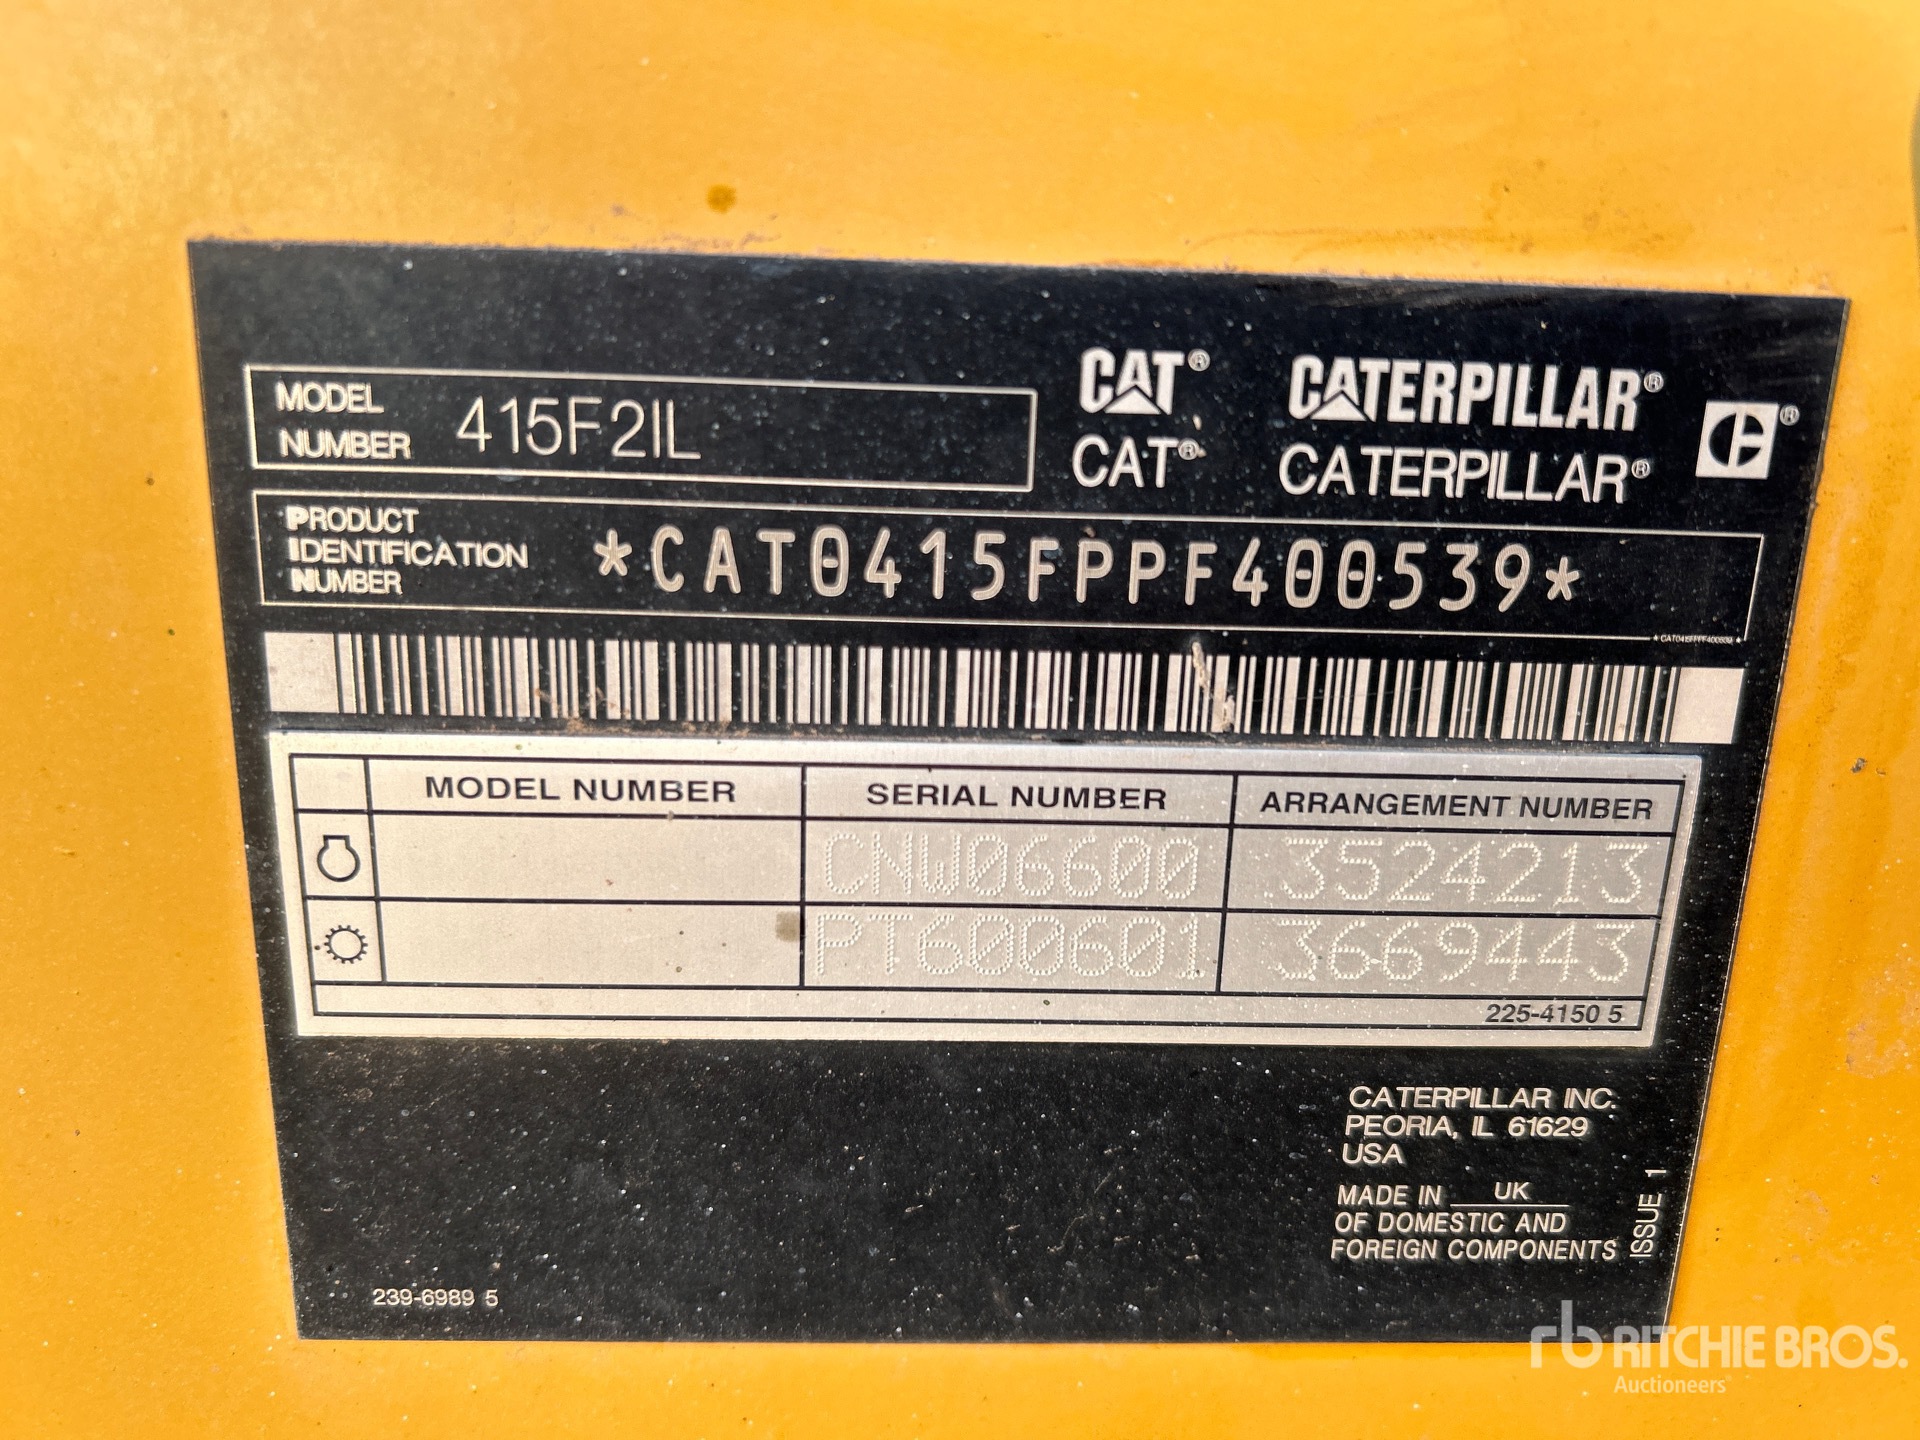 MODEL NUMBER 415F2IL
CAT® CATERPILLAR®
CAT® CATERPILLAR® ®
PRODUCT IDENTIFICATION NUMBER *CAT0415FPPF400539*
MODEL NUMBER SERIAL NUMBER ARRANGEMENT NUMBER
CNW06600 3524213
PT600601 3669443
225-4150 5
CATERPILLAR INC.
PEORIA, IL 61629
USA
MADE IN UK
OF DOMESTIC AND
FOREIGN COMPONENTS
ISSUE 1
239-6989 5
rb RITCHIE BROS.
Auctioneers